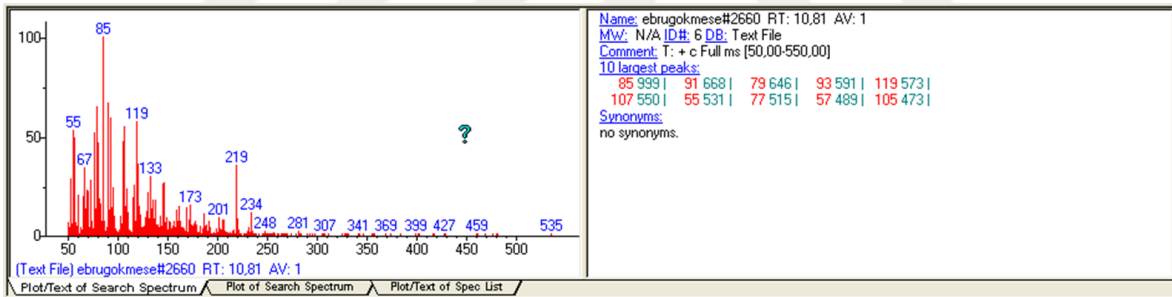 85
100
119
55
50
219
67
133
173
201
234
248
281
307
341
369
399
427
459
535
0
50
100
150
200
250
300
350
400
450
500
?
(Text File) ebrugokmese#2660 RT: 10,81 AV: 1
Plot/Text of Search Spectrum
Plot of Search Spectrum
Plot/Text of Spec List
Name: ebrugokmese#2660 RT: 10,81 AV: 1
MW: N/A ID#: 6 DB: Text File
Comment: T: + c Full ms [50,00-550,00]
10 largest peaks:
85 999 | 91 668 | 79 646 | 93 591 | 119 573 |
107 550 | 55 531 | 77 515 | 57 489 | 105 473 |
Synonyms:
no synonyms.